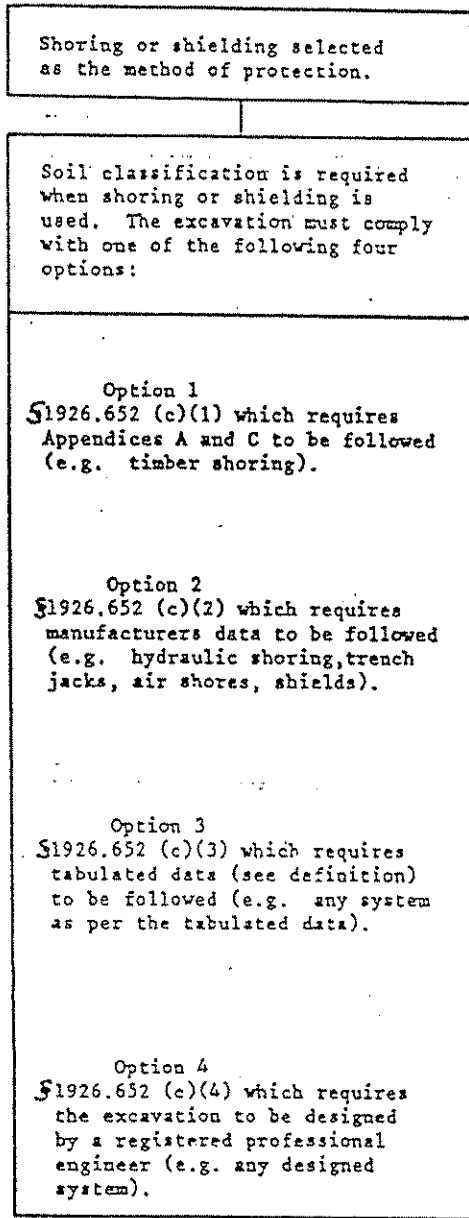 Shoring or shielding selected
as the method of protection.
Soil classification is required
when shoring or shielding is
used. The excavation must comply
with one of the following four
options:
Option 1
§1926.652 (c)(1) which requires
Appendices A and C to be followed
(e.g. timber shoring).
Option 2
§1926.652 (c)(2) which requires
manufacturers data to be followed
(e.g. hydraulic shoring,trench
jacks, air shores, shields).
Option 3
§1926.652 (c)(3) which requires
tabulated data (see definition)
to be followed (e.g. any system
as per the tabulated data).
Option 4
§1926.652 (c)(4) which requires
the excavation to be designed
by a registered professional
engineer (e.g. any designed
system).